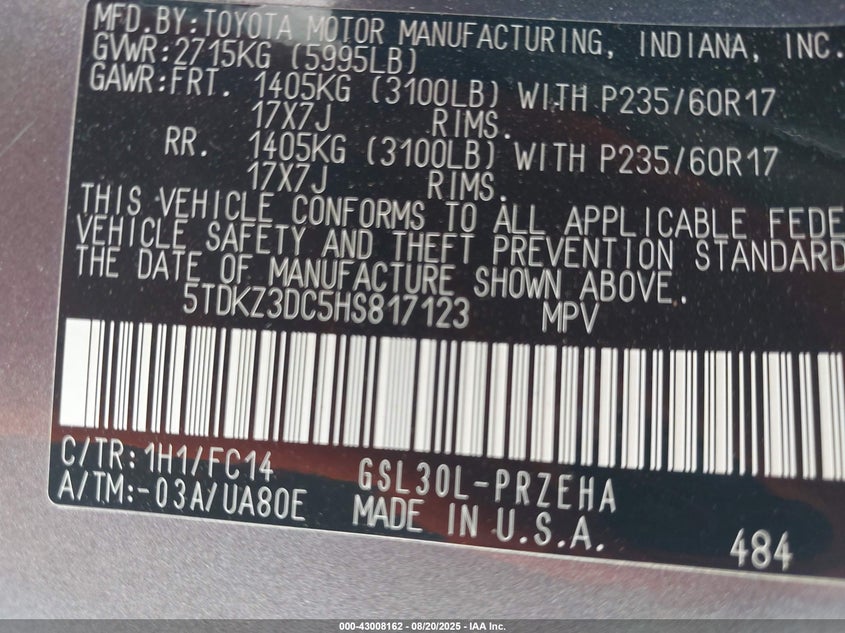 MFD.BY:TOYOTA MOTOR MANUFACTURING, INDIANA, INC.
GVWR:2715KG (5995LB)
GAWR:FRT. 1405KG (3100LB) WITH P235/60R17
17X7J RIMS.
RR. 1405KG (3100LB) WITH P235/60R17
17X7J RIMS.
THIS VEHICLE CONFORMS TO ALL APPLICABLE FEDE
VEHICLE SAFETY AND THEFT PREVENTION STANDARD
THE DATE OF MANUFACTURE SHOWN ABOVE.
5TDKZ3DC5HS817123 MPV
C/TR:1H1/FC14 GSL30L-PRZEHA
A/TM:-03A/UA80E MADE IN U.S.A. 484
000-43008162 - 08/20/2025 - IAA Inc.